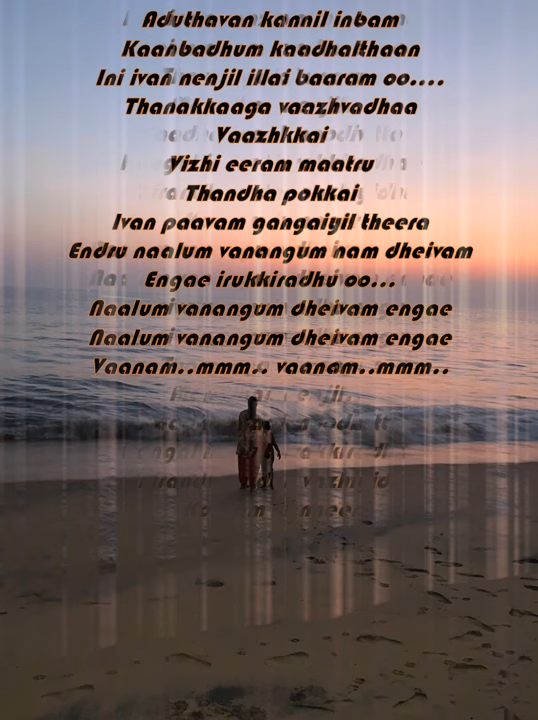 Aduthavan kannil inbam
Kaanbadhum kaadhalthaan
Ini ivan nenjil illai baaram oo....
Thanakkaaga vaazhvadhaa
Vaazhkkai
Vizhi eeram maatru
Thandha pokkai
Ivan paavam gangaiyil theera
Endru naalum vanangum nam dheivam
Engae irukkiradhu oo...
Naalum vanangum dheivam engae
Naalum vanangum dheivam engae
Vaanam..mmm.. vaanam..mmm..